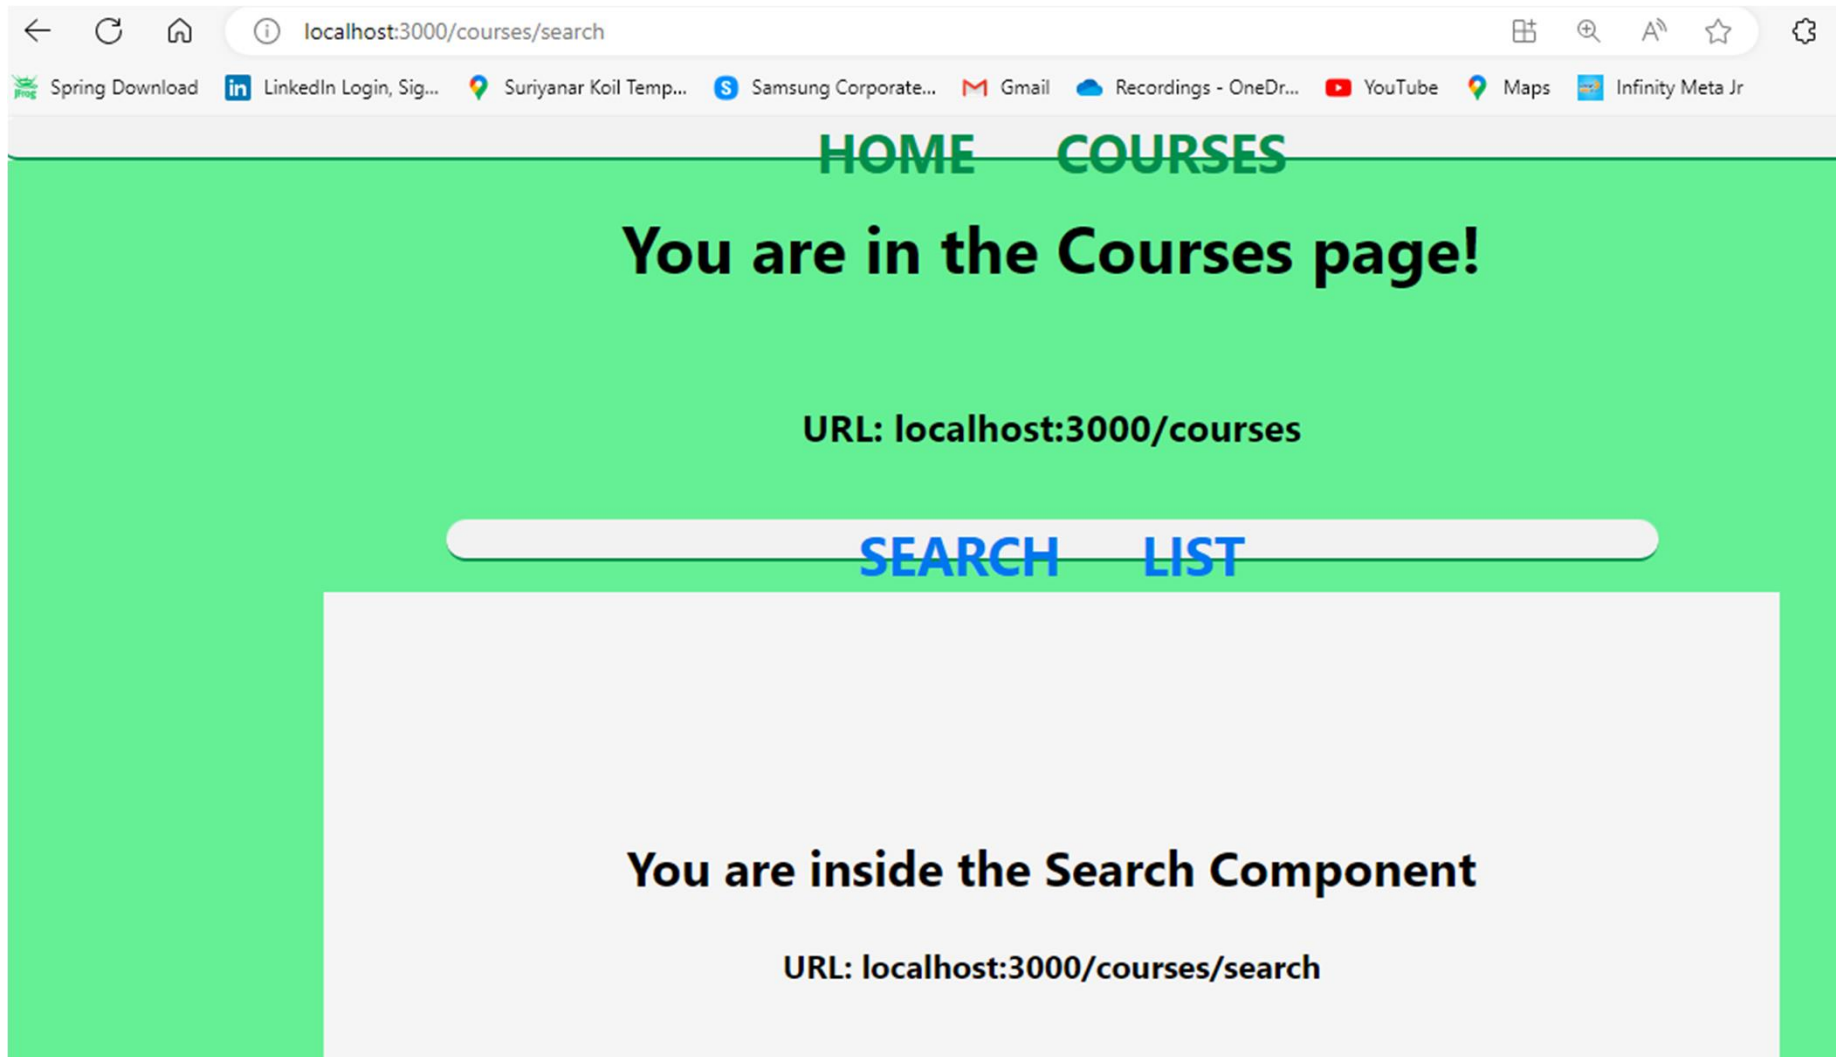 localhost:3000/courses/search
Spring Download LinkedIn Login, Sig... Suriyanar Koil Temp... S Samsung Corporate... Gmail Recordings - OneDr... YouTube Maps Infinity Meta Jr
HOME COURSES
You are in the Courses page!
URL: localhost:3000/courses
SEARCH LIST
You are inside the Search Component
URL: localhost:3000/courses/search